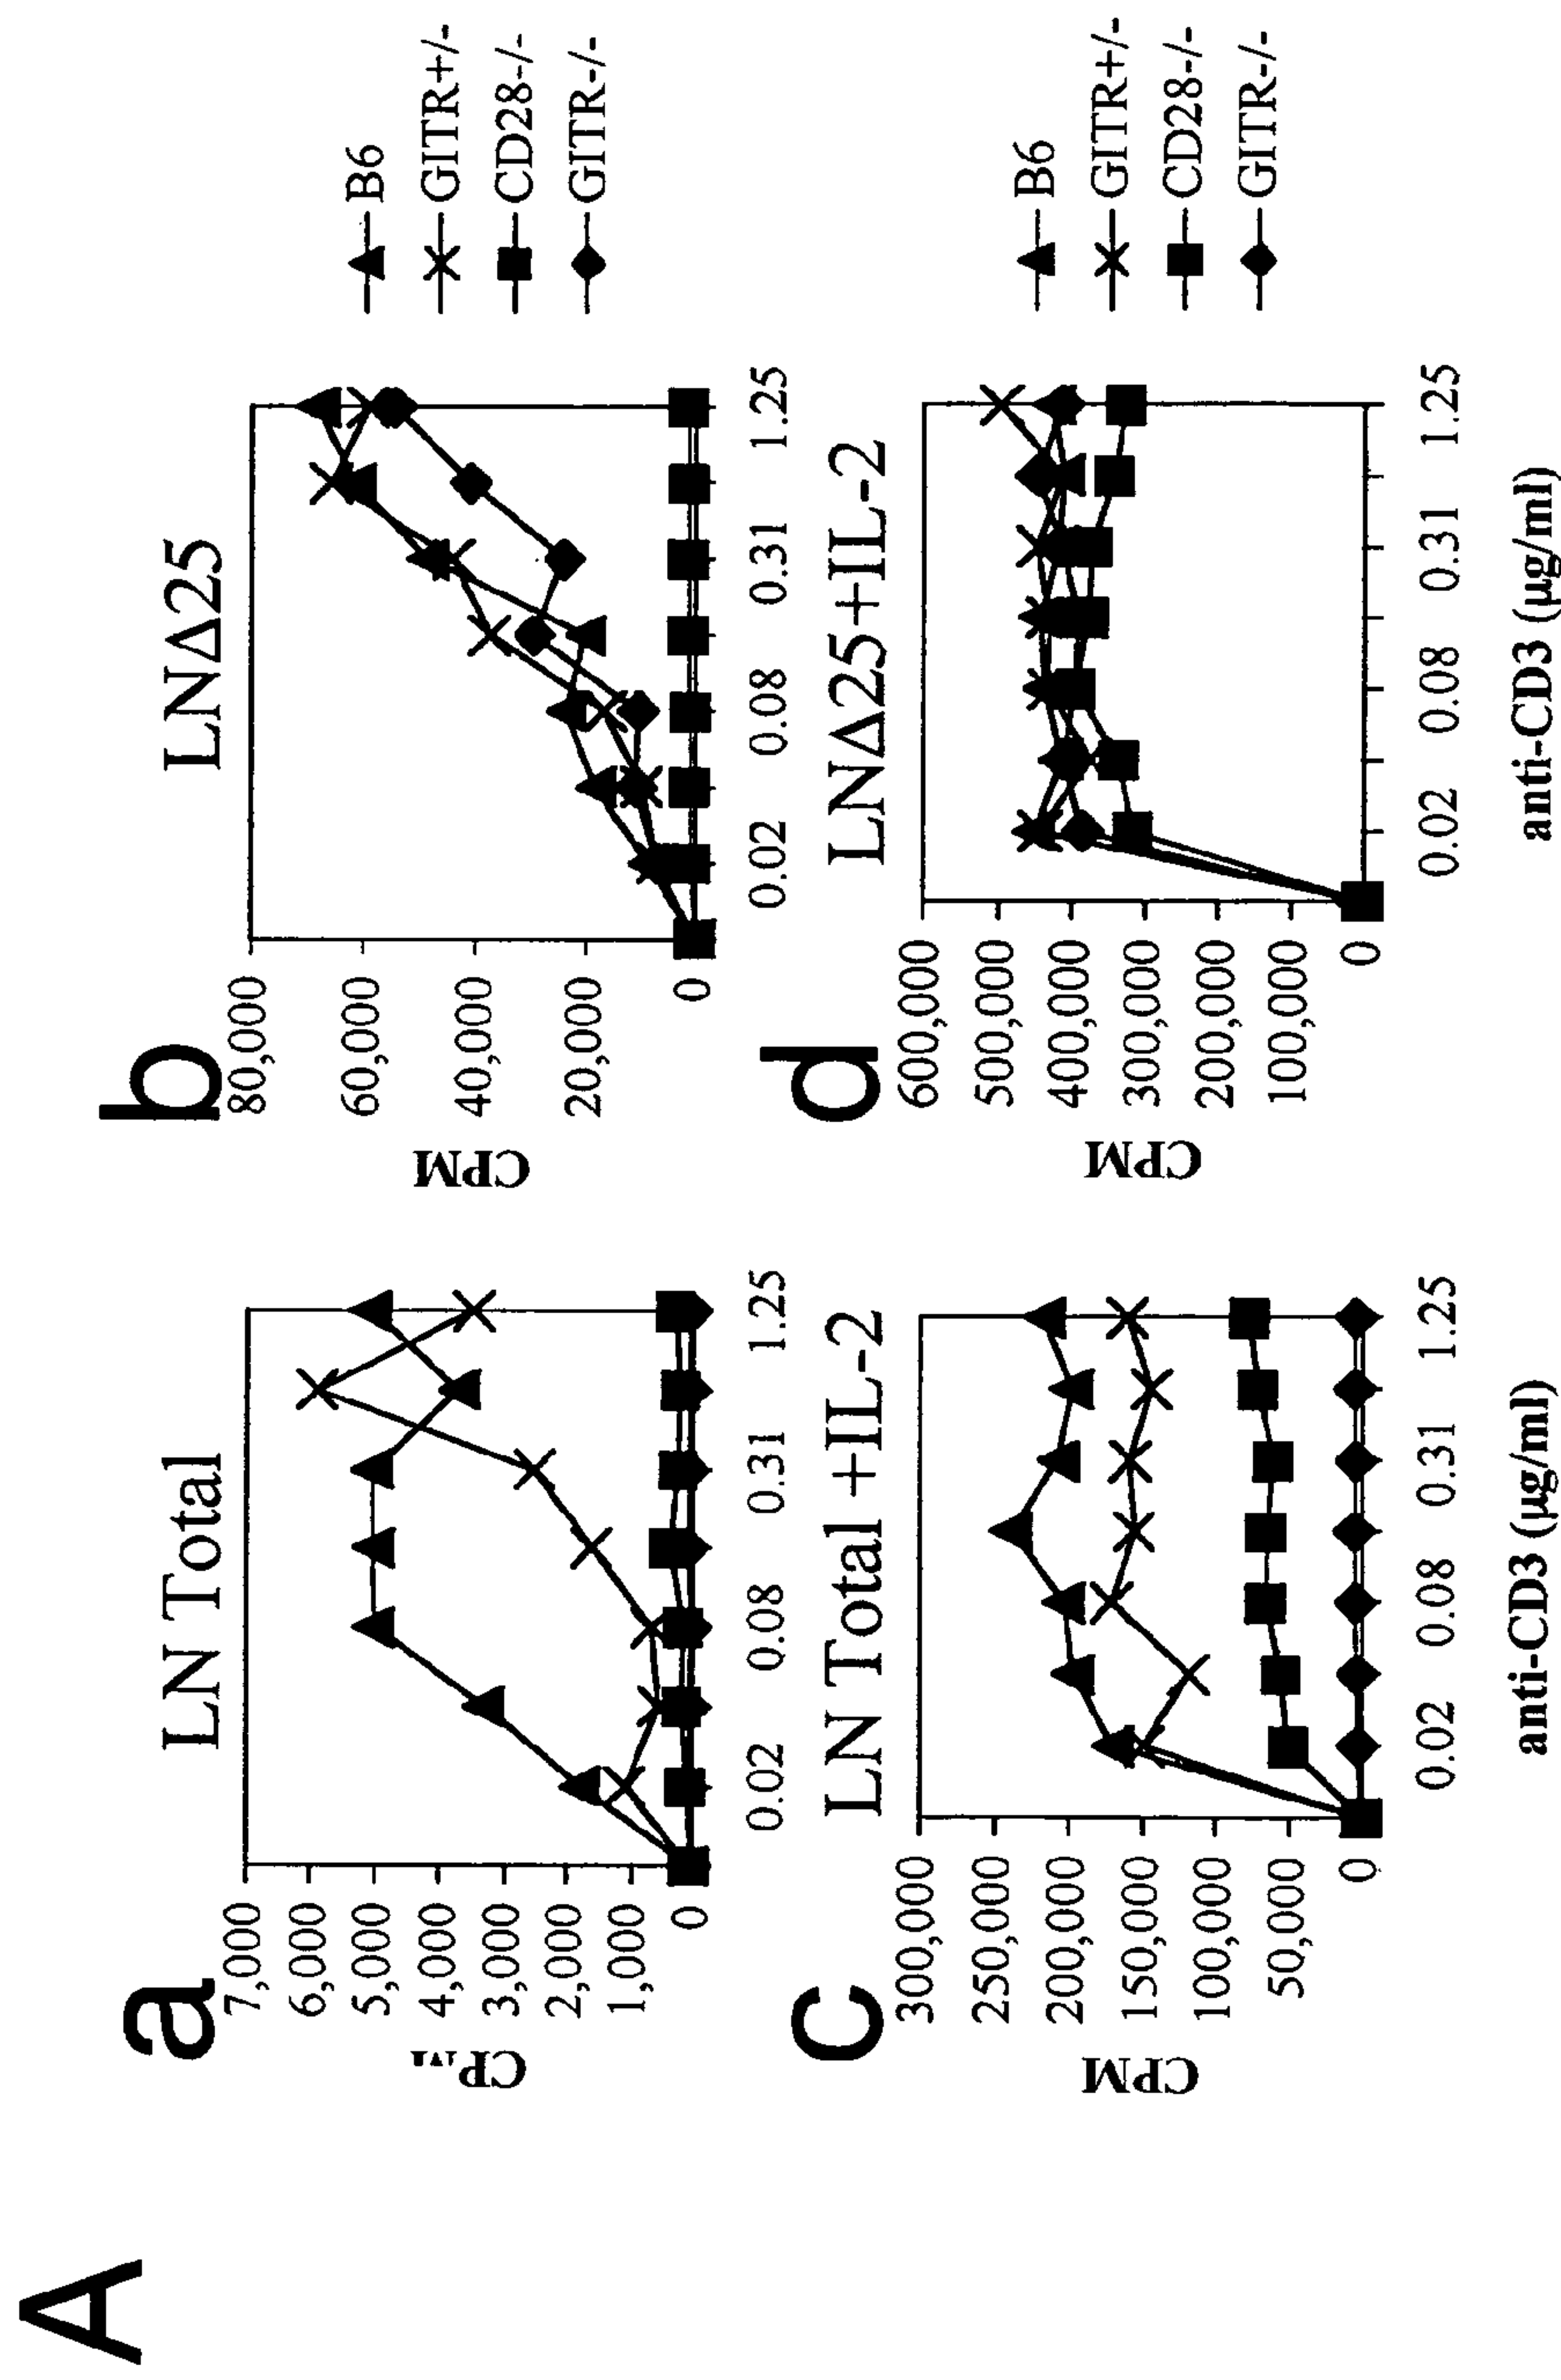 A
a
LN Total
7,000
6,000
5,000
4,000
3,000
2,000
1,000
0
0.02
0.08
0.31
1.25
b
LNΔ25
CPM
80,000
60,000
40,000
20,000
0
0.02
0.08
0.31
1.25
B6
GITR+/-
CD28-/-
GITR-/-
c
LN Total +IL-2
CPM
300,000
250,000
200,000
150,000
100,000
50,000
0
0.02
0.08
0.31
1.25
anti-CD3 (μg/ml)
d
LNΔ25+IL-2
CPM
600,000
500,000
400,000
300,000
200,000
100,000
0
0.02
0.08
0.31
1.25
anti-CD3 (μg/ml)
B6
GITR+/-
CD28-/-
GITR-/-